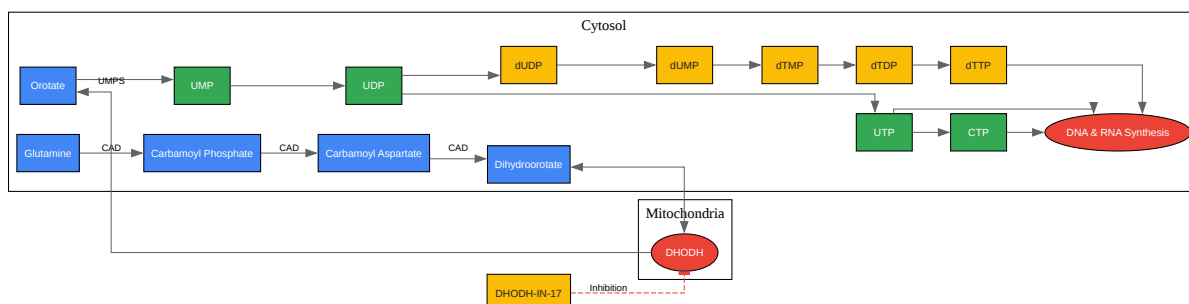 Cytosol
dUDP
dUMP
dTMP
dTDP
dTTP
Orotate
UMPS
UMP
UDP
UTP
CTP
DNA & RNA Synthesis
Glutamine
CAD
Carbamoyl Phosphate
CAD
Carbamoyl Aspartate
CAD
Dihydroorotate
Mitochondria
DHODH
DHODH-IN-17
Inhibition